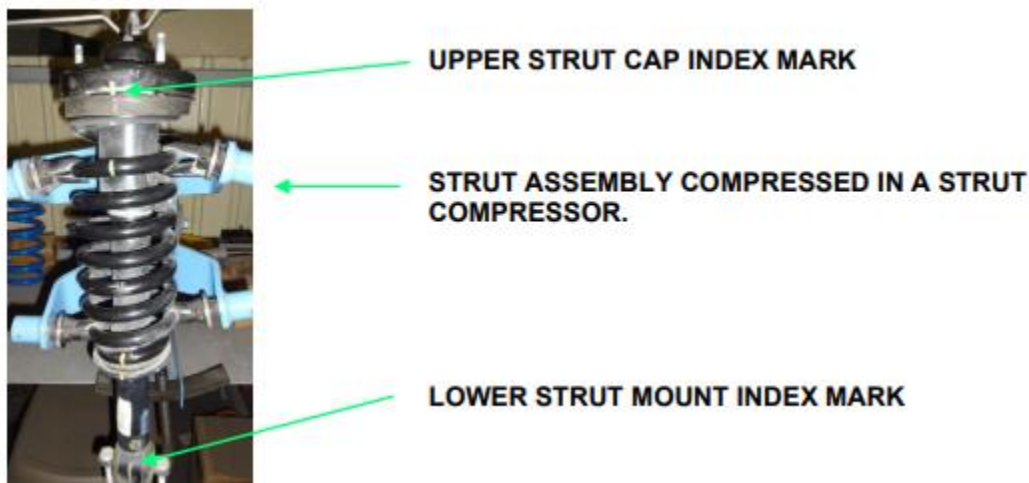 UPPER STRUT CAP INDEX MARK
STRUT ASSEMBLY COMPRESSED IN A STRUT
COMPRESSOR.
LOWER STRUT MOUNT INDEX MARK